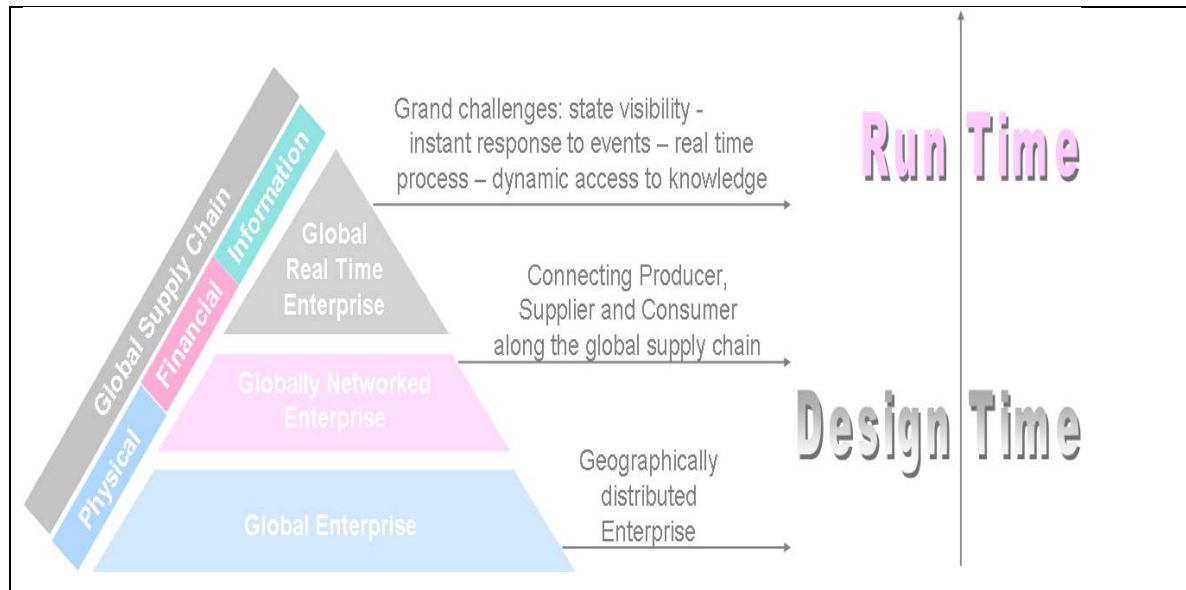 Global Supply Chain
Information
Financial
Physical
Global
Real Time
Enterprise
Globally Networked
Enterprise
Global Enterprise
Grand challenges: state visibility -
instant response to events – real time
process – dynamic access to knowledge
Connecting Producer,
Supplier and Consumer
along the global supply chain
Geographically
distributed
Enterprise
Run Time
Design Time